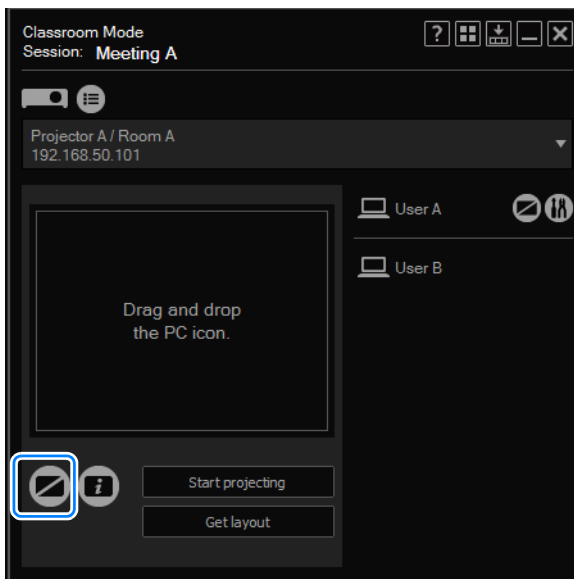 Classroom Mode
Session: Meeting A
?
Projector A / Room A
192.168.50.101
User A
User B
Drag and drop
the PC icon.
i
Start projecting
Get layout